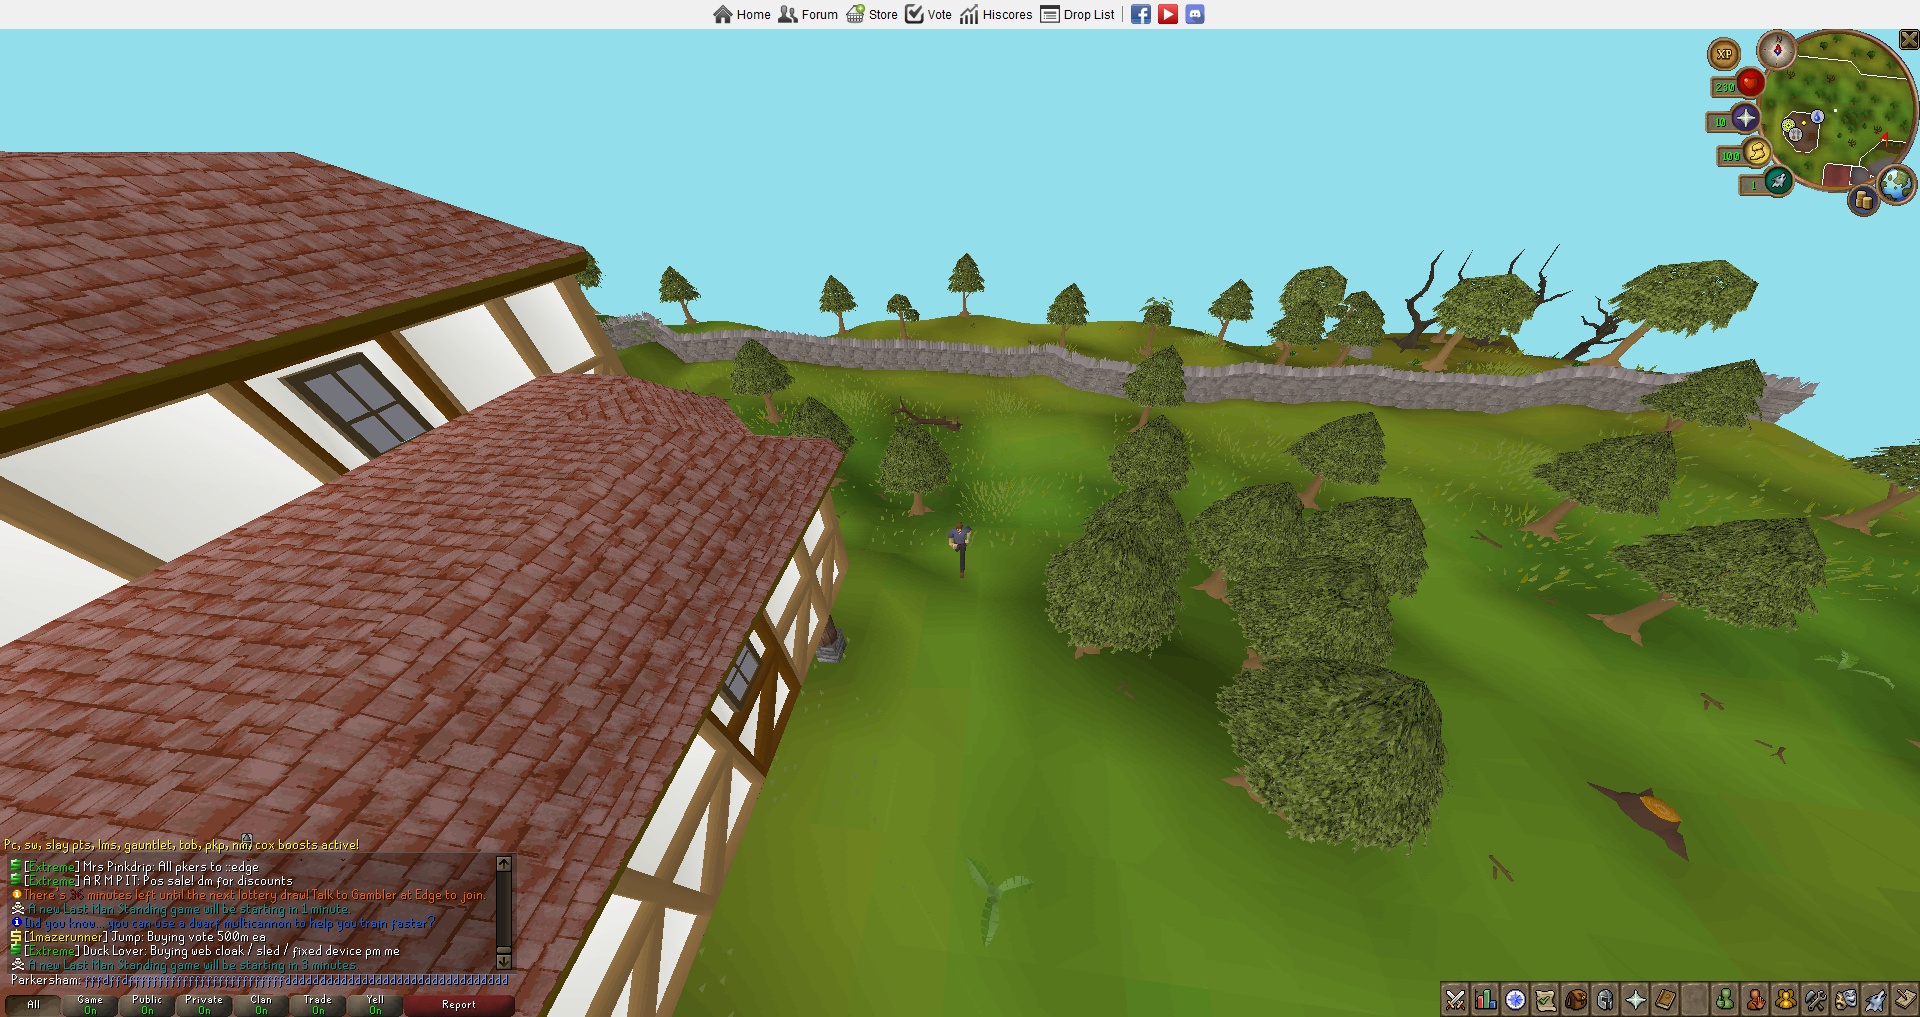 Home Forum Store Vote Hiscores Drop List
XP
N
230
10
100
1
Pc, sw, slay pts, lms, gauntlet, tob, pkp, nm, cox boosts active!
[Extreme] Mrs Pinkdrip: All pkers to ::edge
[Extreme] A R M P I T: Pos sale! dm for discounts
There's 36 minutes left until the next lottery draw! Talk to Gambler at Edge to join.
A new Last Man Standing game will be starting in 1 minute.
Did you know... you can use a dwarf multicannon to help you train faster?
[1mazerunner] Jump: Buying vote 500m ea
[Extreme] Duck Lover: Buying web cloak / sled / fixed device pm me
A new Last Man Standing game will be starting in 3 minutes.
Parkersham:
All Game Public Private Clan Trade Yell Report
On On On On On On